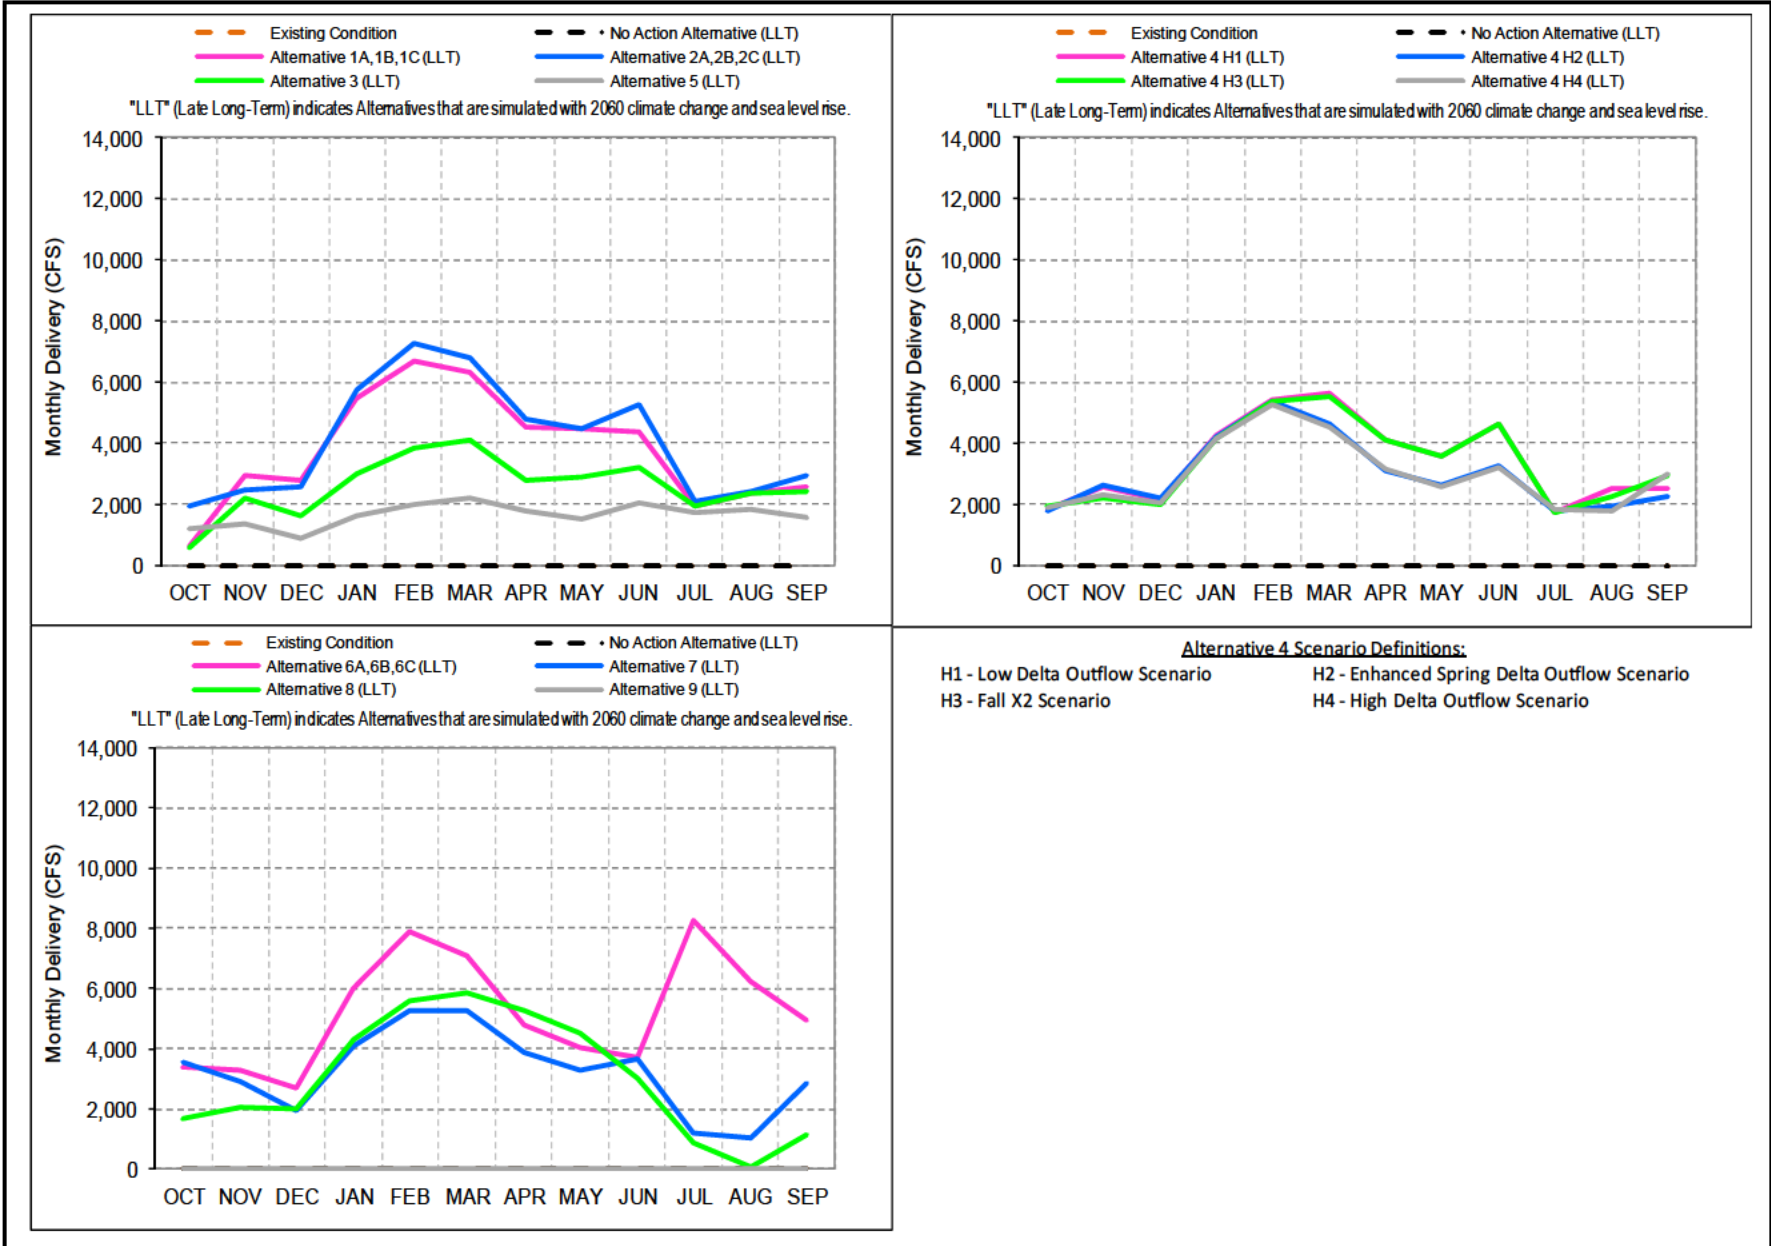 Existing Condition
No Action Alternative (LLT)
Alternative 1A,1B,1C (LLT)
Alternative 2A,2B,2C (LLT)
Alternative 3 (LLT)
Alternative 5 (LLT)
"LLT" (Late Long-Term) indicates Alternatives that are simulated with 2060 climate change and sea level rise.
Monthly Delivery (CFS)
14,000
12,000
10,000
8,000
6,000
4,000
2,000
0
OCT NOV DEC JAN FEB MAR APR MAY JUN JUL AUG SEP
Existing Condition
No Action Alternative (LLT)
Alternative 4 H1 (LLT)
Alternative 4 H2 (LLT)
Alternative 4 H3 (LLT)
Alternative 4 H4 (LLT)
"LLT" (Late Long-Term) indicates Alternatives that are simulated with 2060 climate change and sea level rise.
Monthly Delivery (CFS)
14,000
12,000
10,000
8,000
6,000
4,000
2,000
0
OCT NOV DEC JAN FEB MAR APR MAY JUN JUL AUG SEP
Existing Condition
No Action Alternative (LLT)
Alternative 6A,6B,6C (LLT)
Alternative 7 (LLT)
Alternative 8 (LLT)
Alternative 9 (LLT)
"LLT" (Late Long-Term) indicates Alternatives that are simulated with 2060 climate change and sea level rise.
Monthly Delivery (CFS)
14,000
12,000
10,000
8,000
6,000
4,000
2,000
0
OCT NOV DEC JAN FEB MAR APR MAY JUN JUL AUG SEP
Alternative 4 Scenario Definitions:
H1 - Low Delta Outflow Scenario
H2 - Enhanced Spring Delta Outflow Scenario
H3 - Fall X2 Scenario
H4 - High Delta Outflow Scenario